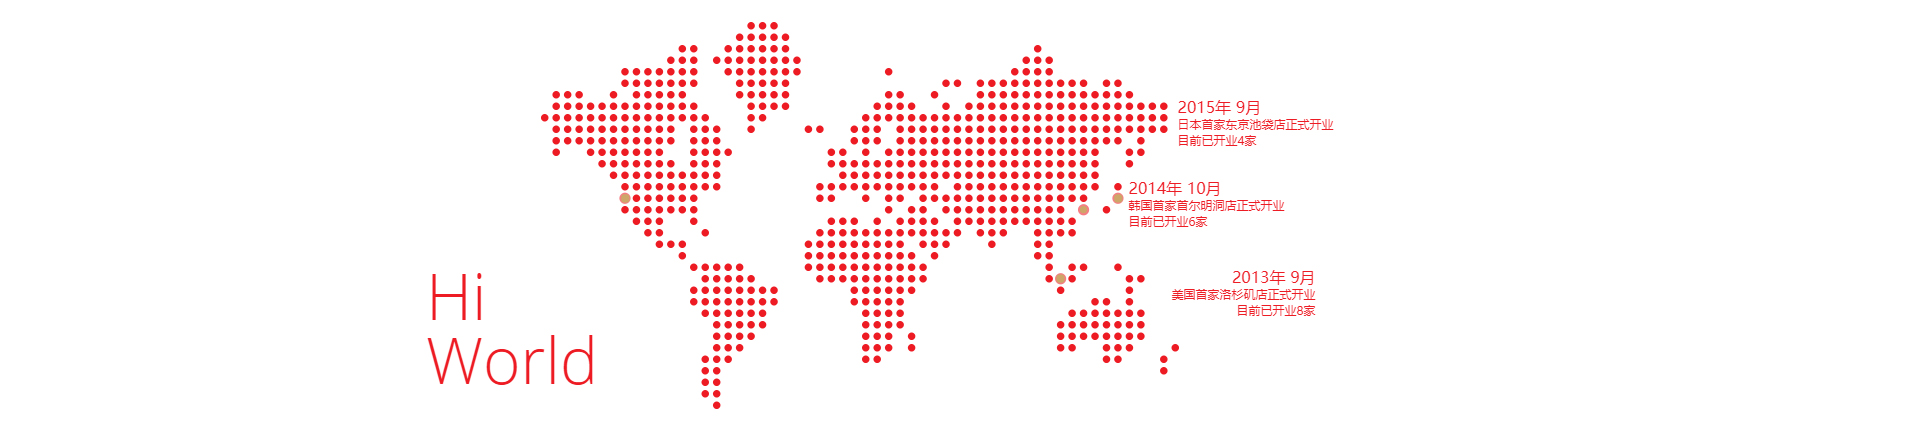 2015年 9月
日本首家东京池袋店正式开业
目前已开业4家
2014年 10月
韩国首家首尔明洞店正式开业
目前已开业6家
2013年 9月
美国首家洛杉矶店正式开业
目前已开业8家
Hi
World